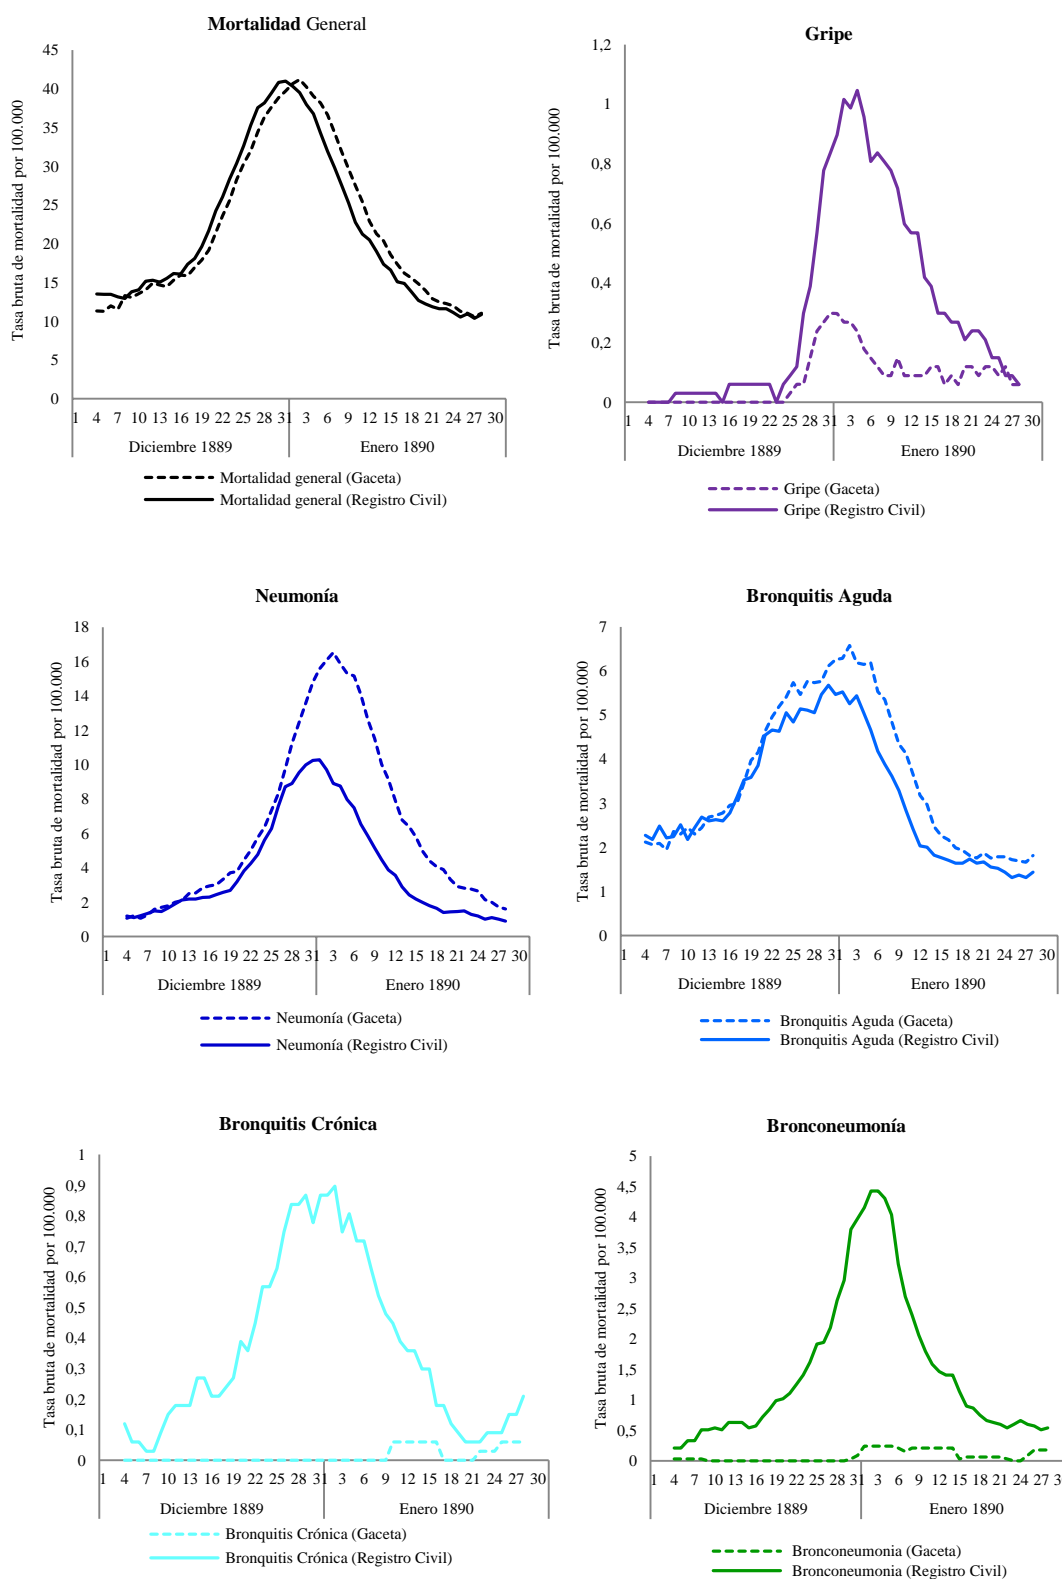 Mortalidad General
Tasa bruta de mortalidad por 100.000
45
40
35
30
25
20
15
10
5
0
1 4 7 10 13 16 19 22 25 28 31 3 6 9 12 15 18 21 24 27 30
Diciembre 1889 Enero 1890
Mortalidad general (Gaceta)
Mortalidad general (Registro Civil)
Gripe
Tasa bruta de mortalidad por 100.000
1,2
1
0,8
0,6
0,4
0,2
0
1 4 7 10 13 16 19 22 25 28 31 3 6 9 12 15 18 21 24 27 30
Diciembre 1889 Enero 1890
Gripe (Gaceta)
Gripe (Registro Civil)
Neumonía
Tasa bruta de mortalidad por 100.000
18
16
14
12
10
8
6
4
2
0
1 4 7 10 13 16 19 22 25 28 31 3 6 9 12 15 18 21 24 27 30
Diciembre 1889 Enero 1890
Neumonía (Gaceta)
Neumonía (Registro Civil)
Bronquitis Aguda
Tasa bruta de mortalidad por 100.000
7
6
5
4
3
2
1
0
1 4 7 10 13 16 19 22 25 28 31 3 6 9 12 15 18 21 24 27 30
Diciembre 1889 Enero 1890
Bronquitis Aguda (Gaceta)
Bronquitis Aguda (Registro Civil)
Bronquitis Crónica
Tasa bruta de mortalidad por 100.000
1
0,9
0,8
0,7
0,6
0,5
0,4
0,3
0,2
0,1
0
1 4 7 10 13 16 19 22 25 28 31 3 6 9 12 15 18 21 24 27 30
Diciembre 1889 Enero 1890
Bronquitis Crónica (Gaceta)
Bronquitis Crónica (Registro Civil)
Bronconeumonía
Tasa bruta de mortalidad por 100.000
5
4,5
4
3,5
3
2,5
2
1,5
1
0,5
0
1 4 7 10 13 16 19 22 25 28 31 3 6 9 12 15 18 21 24 27 3
Diciembre 1889 Enero 1890
Bronconeumonia (Gaceta)
Bronconeumonia (Registro Civil)